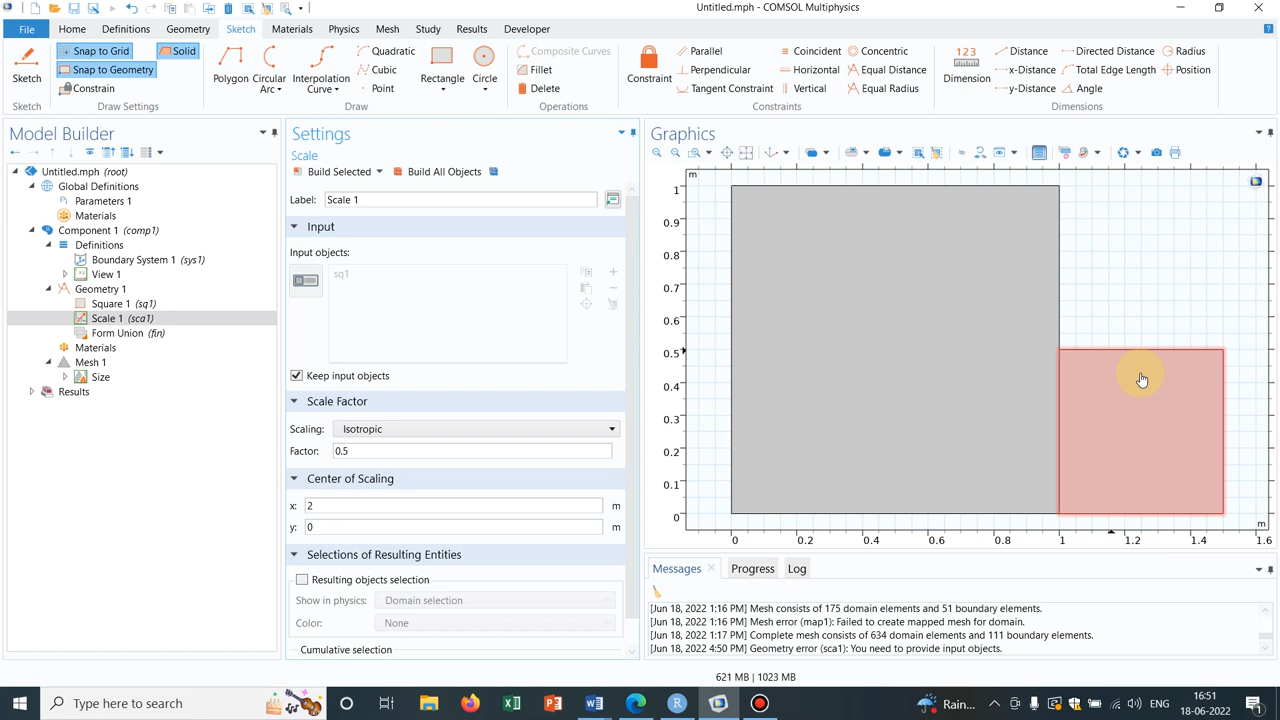 Untitled.mph - COMSOL Multiphysics
File Home Definitions Geometry Sketch Materials Physics Mesh Study Results Developer
Snap to Grid Solid
Snap to Geometry
Constrain
Sketch
Polygon Circular Arc Interpolation Curve
Quadratic
Cubic
Point
Rectangle Circle
Composite Curves
Fillet
Delete
Constraint
Parallel Coincident Concentric
Perpendicular Horizontal Equal Distance
Tangent Constraint Vertical Equal Radius
123
Dimension
Distance Directed Distance Radius
x-Distance Total Edge Length Position
y-Distance Angle
Sketch Draw Settings Draw Operations Constraints Dimensions
Model Builder
Untitled.mph (root)
Global Definitions
Parameters 1
Materials
Component 1 (comp1)
Definitions
Boundary System 1 (sys1)
View 1
Geometry 1
Square 1 (sq1)
Scale 1 (sca1)
Form Union (fin)
Materials
Mesh 1
Size
Results
Settings
Scale
Build Selected Build All Objects
Label: Scale 1
Input
Input objects:
sq1
Keep input objects
Scale Factor
Scaling: Isotropic
Factor: 0.5
Center of Scaling
x: 2 m
y: 0 m
Selections of Resulting Entities
Resulting objects selection
Show in physics: Domain selection
Color: None
Cumulative selection
Graphics
m
1
0.9
0.8
0.7
0.6
0.5
0.4
0.3
0.2
0.1
0
m
0 0.2 0.4 0.6 0.8 1 1.2 1.4 1.6
Messages Progress Log
[Jun 18, 2022 1:16 PM] Mesh consists of 175 domain elements and 51 boundary elements.
[Jun 18, 2022 1:16 PM] Mesh error (map1): Failed to create mapped mesh for domain.
[Jun 18, 2022 1:17 PM] Complete mesh consists of 634 domain elements and 111 boundary elements.
[Jun 18, 2022 4:50 PM] Geometry error (sca1): You need to provide input objects.
621 MB | 1023 MB
Type here to search
Rain... ENG 16:51
18-06-2022